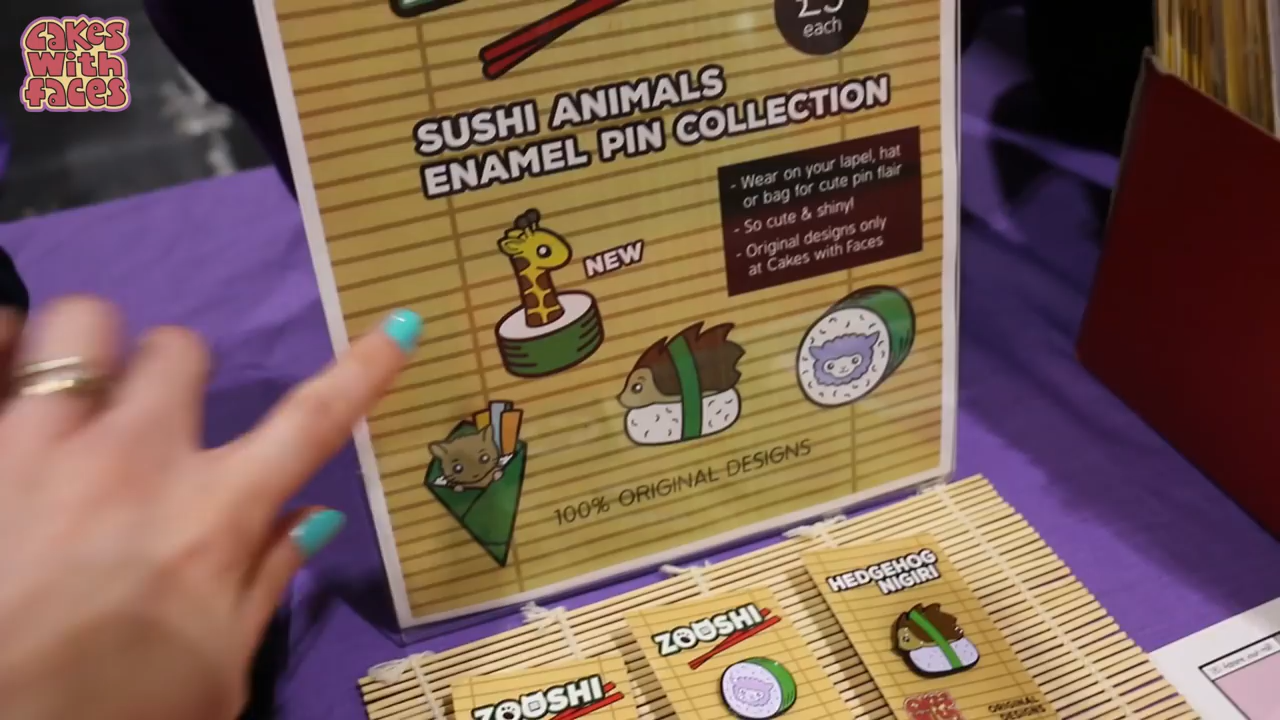 Cakes
With
faces
each
SUSHI ANIMALS
ENAMEL PIN COLLECTION
- Wear on your lapel, hat
or bag for cute pin flair
- So cute & shiny!
- Original designs only
at Cakes with Faces
NEW
100% ORIGINAL DESIGNS
HEDGEHOG
NIGIRI
ZOOSHI
ZOOSHI
ORIGINAL
DESIGNS